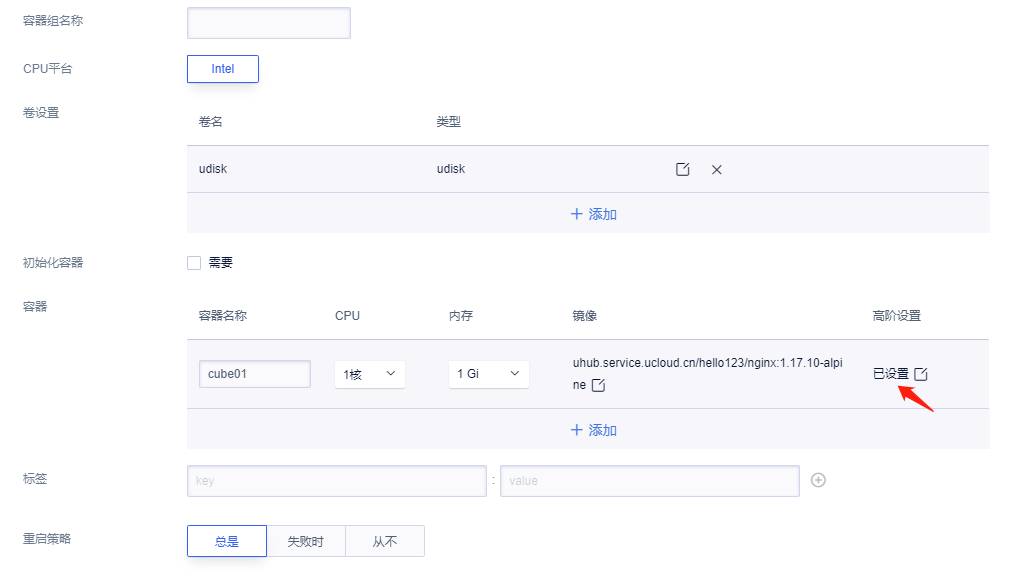 容器组名称
CPU平台
Intel
卷设置
卷名 类型
udisk udisk
添加
初始化容器
需要
容器
容器名称 CPU 内存 镜像 高阶设置
cube01 1核 1 Gi uhub.service.ucloud.cn/hello123/nginx:1.17.10-alpi
ne 已设置
添加
标签
key : value
重启策略
总是 失败时 从不